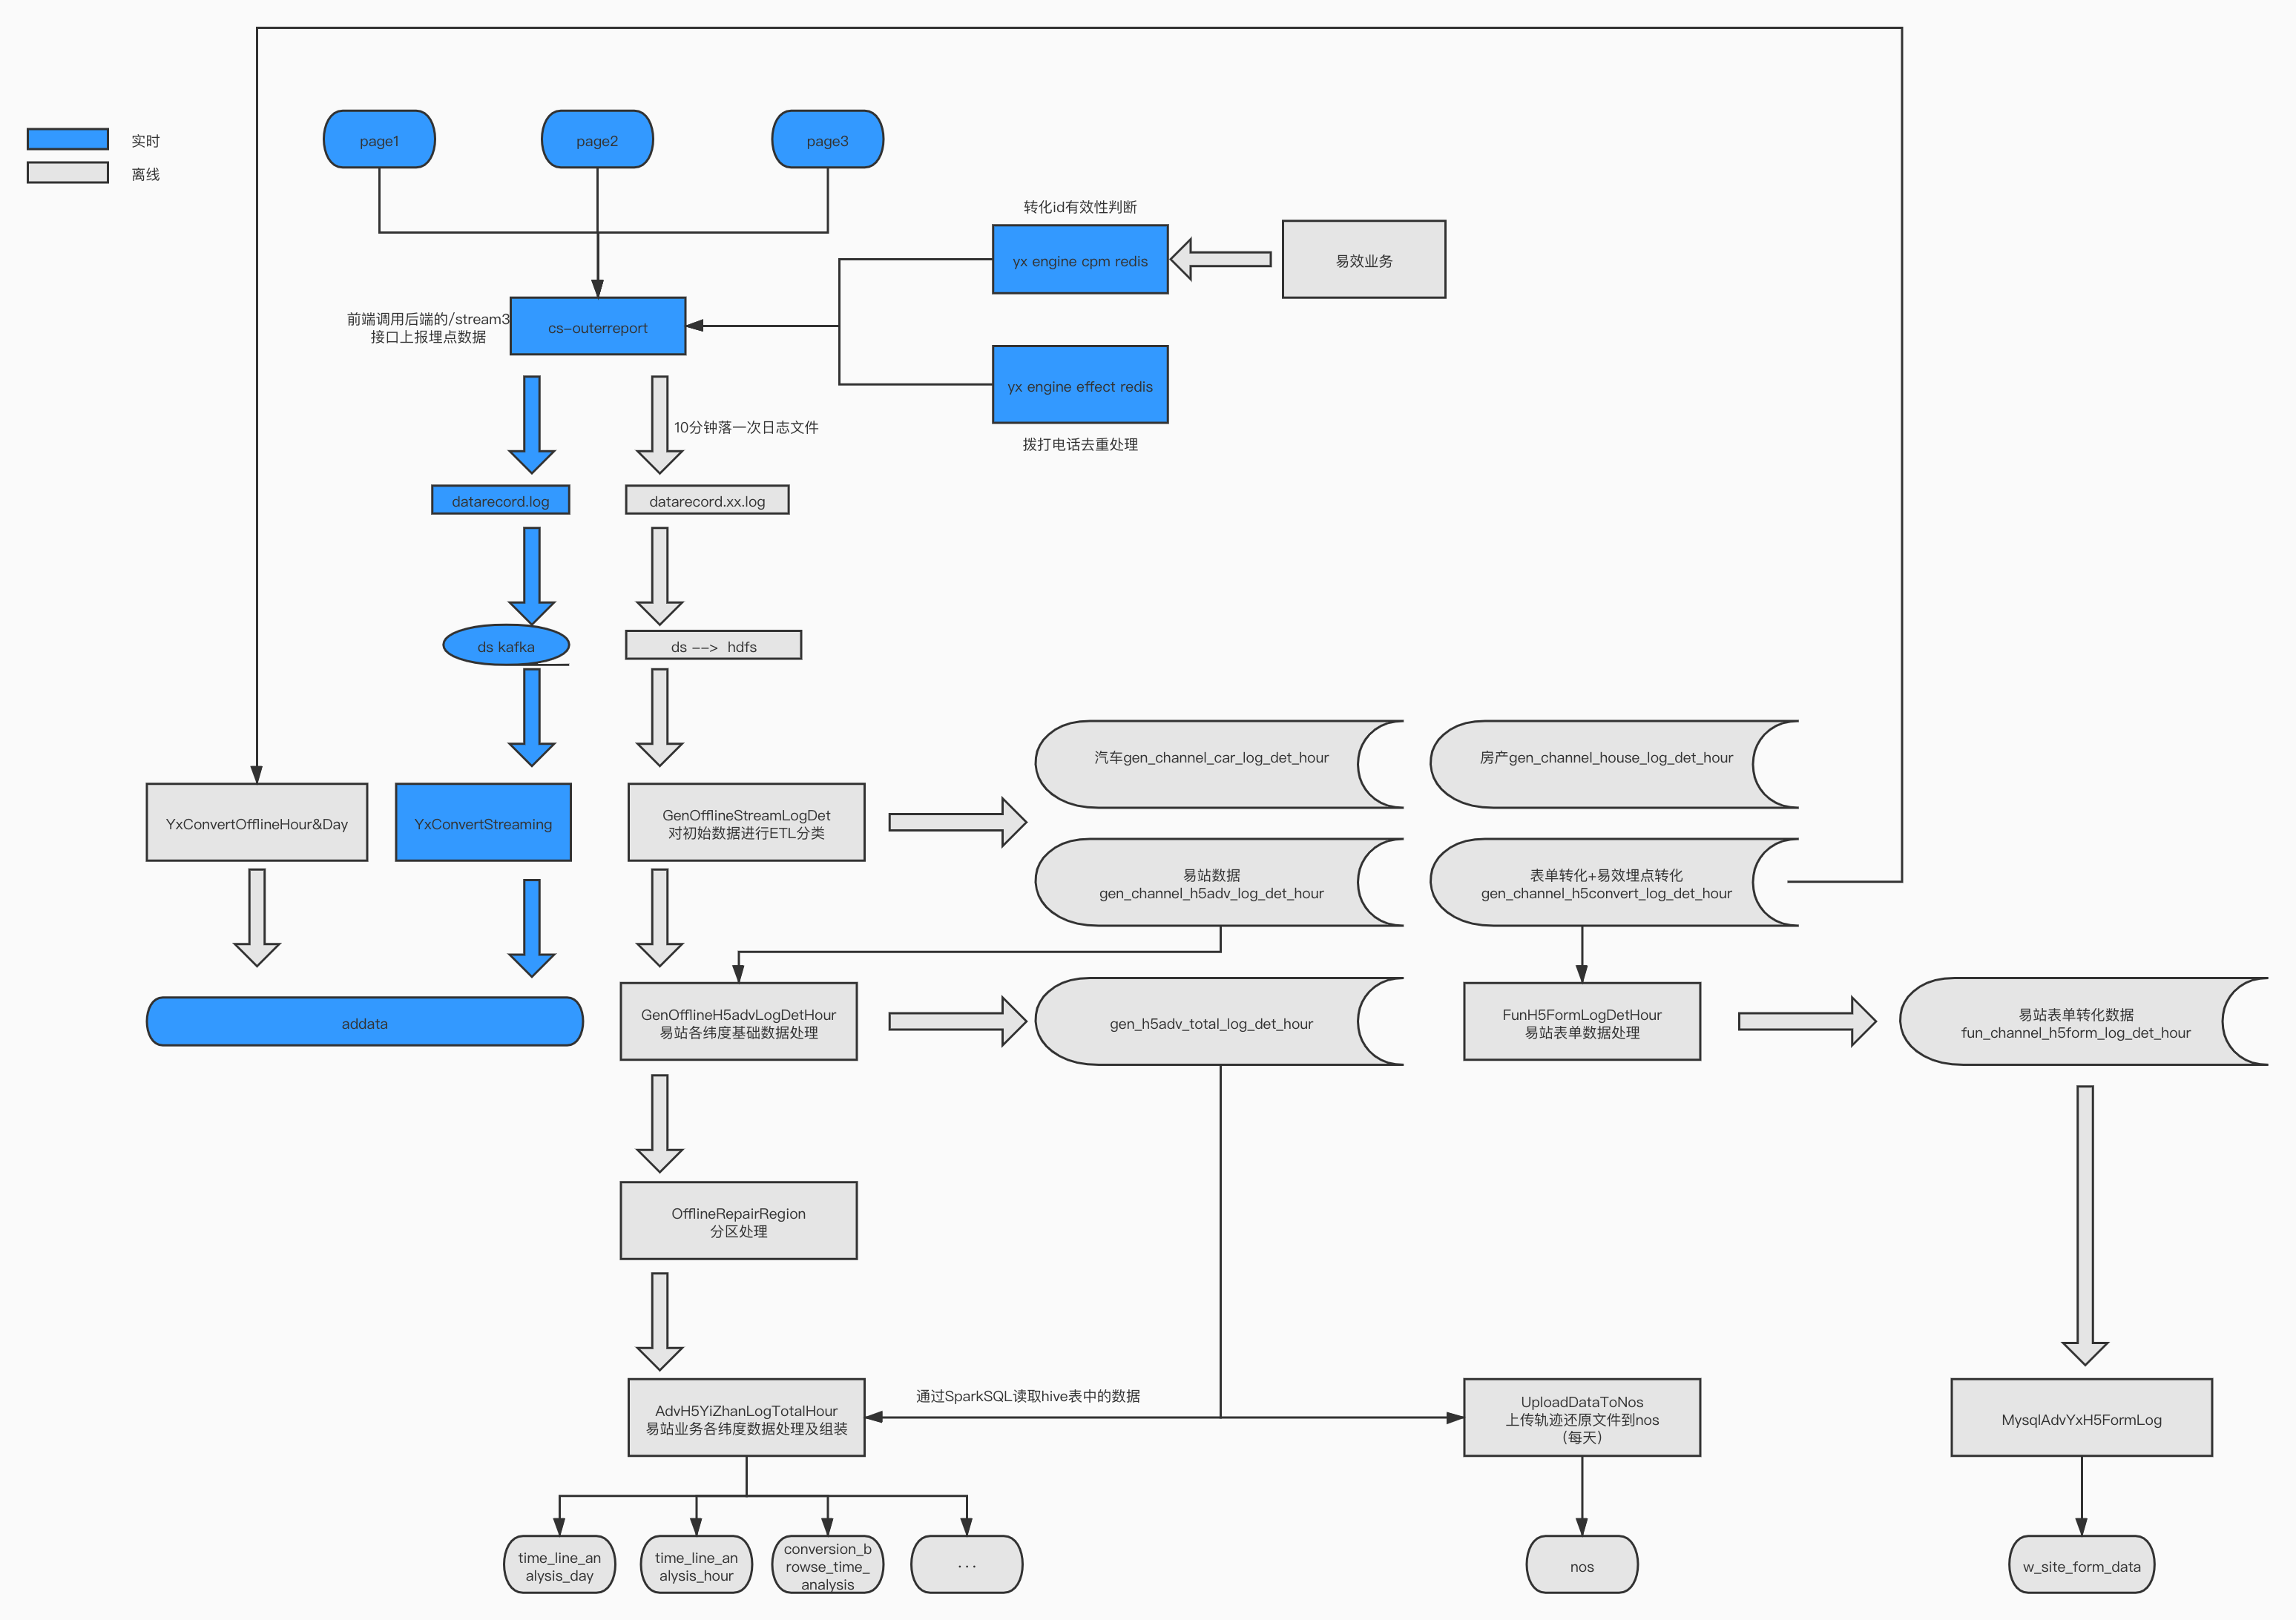 实时
离线
page1
page2
page3
转化id有效性判断
yx engine cpm redis
易效业务
前端调用后端的/stream3
接口上报埋点数据
cs-outerreport
yx engine effect redis
拨打电话去重处理
10分钟落一次日志文件
datarecord.log
datarecord.xx.log
ds kafka
ds --> hdfs
汽车gen_channel_car_log_det_hour
房产gen_channel_house_log_det_hour
YxConvertOfflineHour&Day
YxConvertStreaming
GenOfflineStreamLogDet
对初始数据进行ETL分类
易站数据
gen_channel_h5adv_log_det_hour
表单转化+易效埋点转化
gen_channel_h5convert_log_det_hour
addata
GenOfflineH5advLogDetHour
易站各纬度基础数据处理
gen_h5adv_total_log_det_hour
FunH5FormLogDetHour
易站表单数据处理
易站表单转化数据
fun_channel_h5form_log_det_hour
OfflineRepairRegion
分区处理
通过SparkSQL读取hive表中的数据
AdvH5YiZhanLogTotalHour
易站业务各纬度数据处理及组装
UploadDataToNos
上传轨迹还原文件到nos
（每天）
MysqlAdvYxH5FormLog
time_line_an
alysis_day
time_line_an
alysis_hour
conversion_b
rowse_time_
analysis
...
nos
w_site_form_data